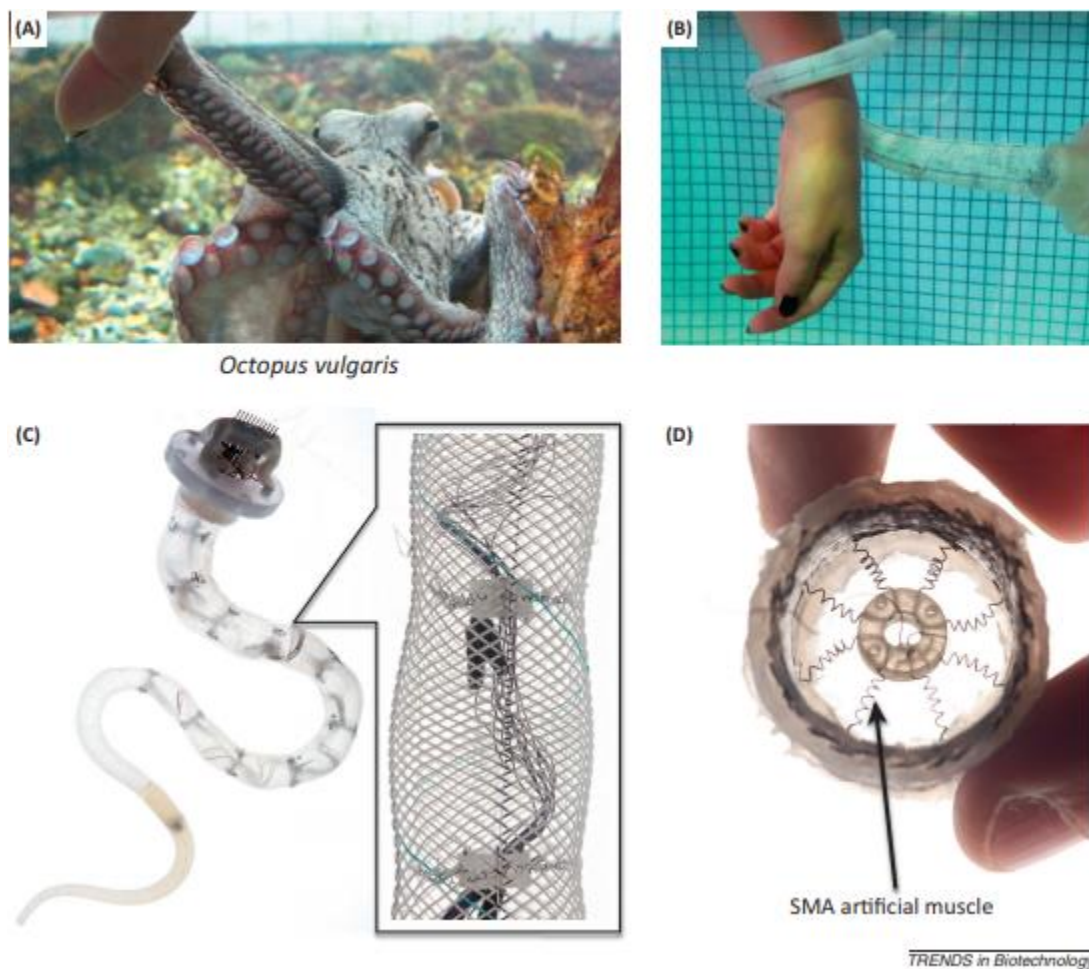 (A)
(B)
Octopus vulgaris
(C)
(D)
SMA artificial muscle
TRENDS in Biotechnolog